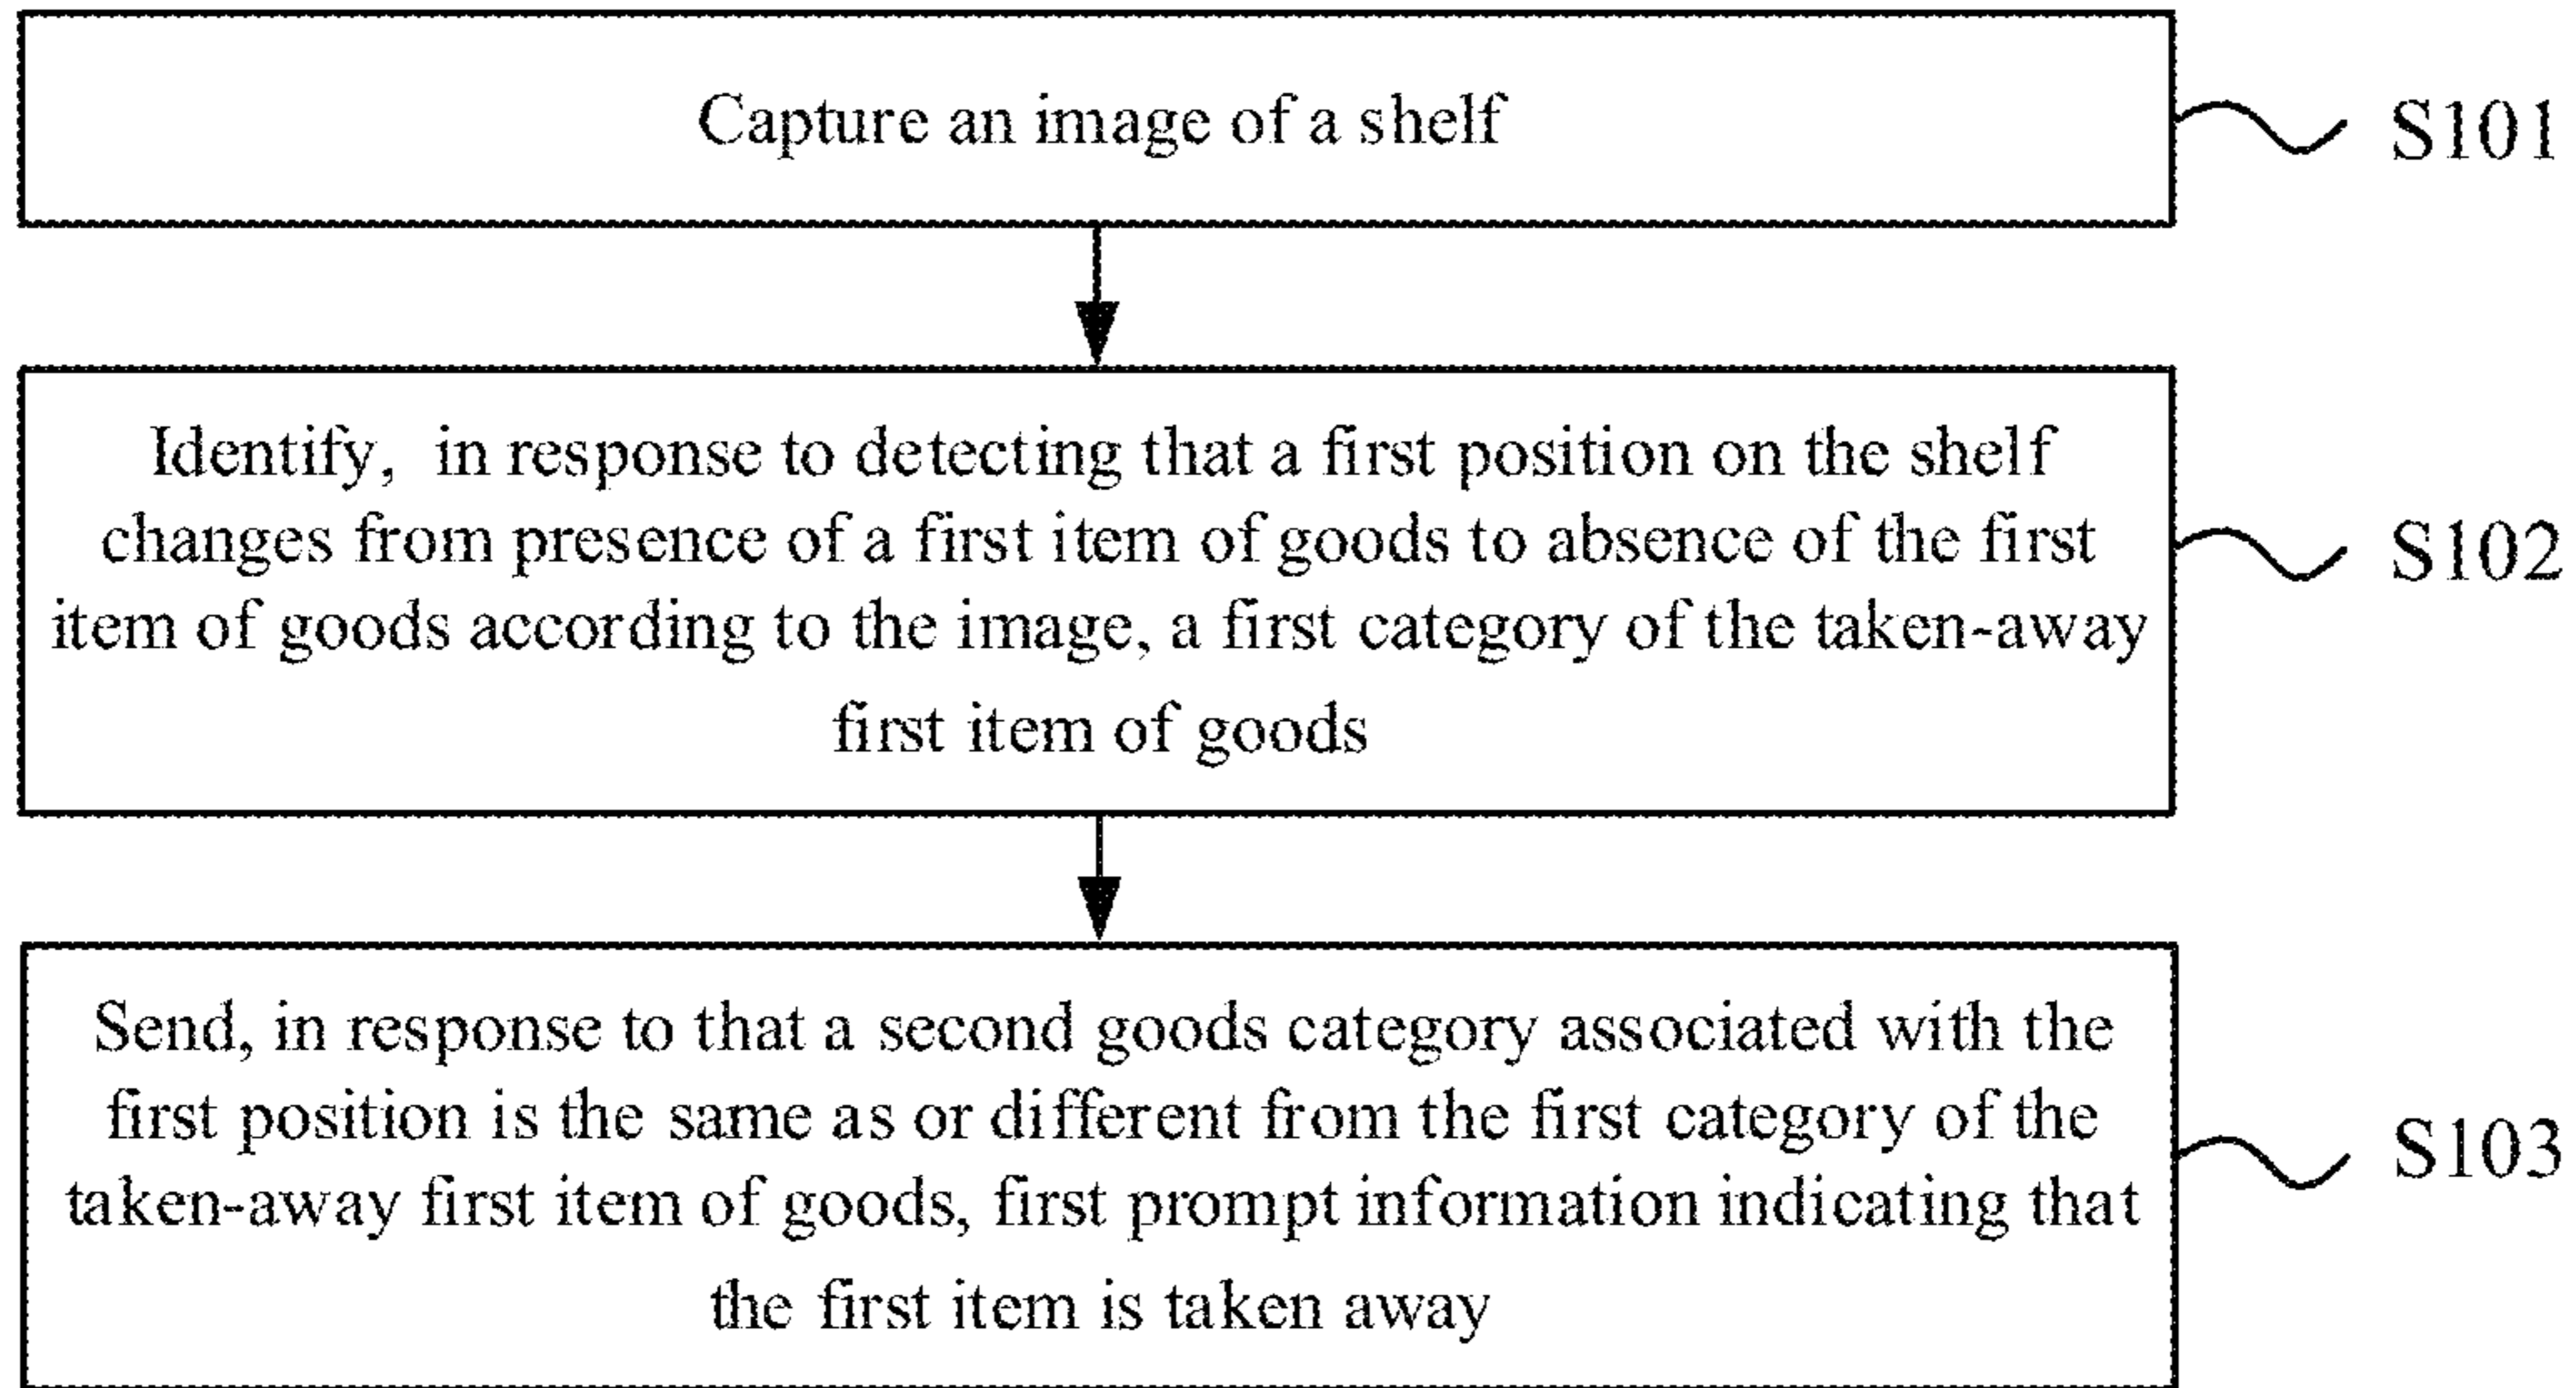 Capture an image of a shelf
S101
Identify, in response to detecting that a first position on the shelf
changes from presence of a first item of goods to absence of the first
item of goods according to the image, a first category of the taken-away
first item of goods
S102
Send, in response to that a second goods category associated with the
first position is the same as or different from the first category of the
taken-away first item of goods, first prompt information indicating that
the first item is taken away
S103